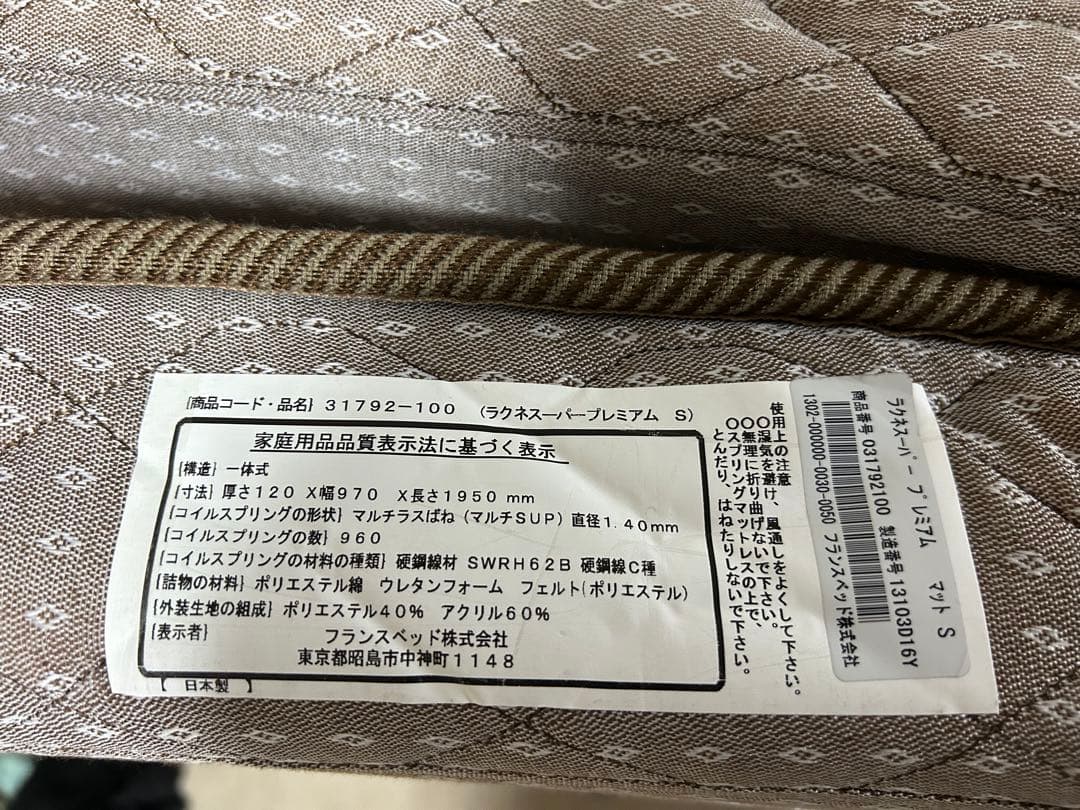 [商品コード・品名] 31792-100 (ラクネスーパープレミアム S)
家庭用品品質表示法に基づく表示
[構造] 一体式
[寸法] 厚さ120 X幅970 X長さ1950 mm
[コイルスプリングの形状] マルチラスばね(マルチSUP)直径1.40mm
[コイルスプリングの数] 960
[コイルスプリングの材料の種類] 硬鋼線材 SWRH62B 硬鋼線C種
[詰物の材料] ポリエステル綿 ウレタンフォーム フェルト(ポリエステル)
[外装生地の組成] ポリエステル40% アクリル60%
[表示者] フランスベッド株式会社
東京都昭島市中神町1148
【 日本製 】
使用上の注意
○湿気を避け、風通しをよくして下さい。
○無理に折り曲げないで下さい。
○スプリングマットレスの上で、
とんだり、はねたりしないで下さい。
ラクネスーパー プレミアム マット S
商品番号 031792100 製造番号 13103D16Y
1302-000000-0030-0050 フランスベッド株式会社